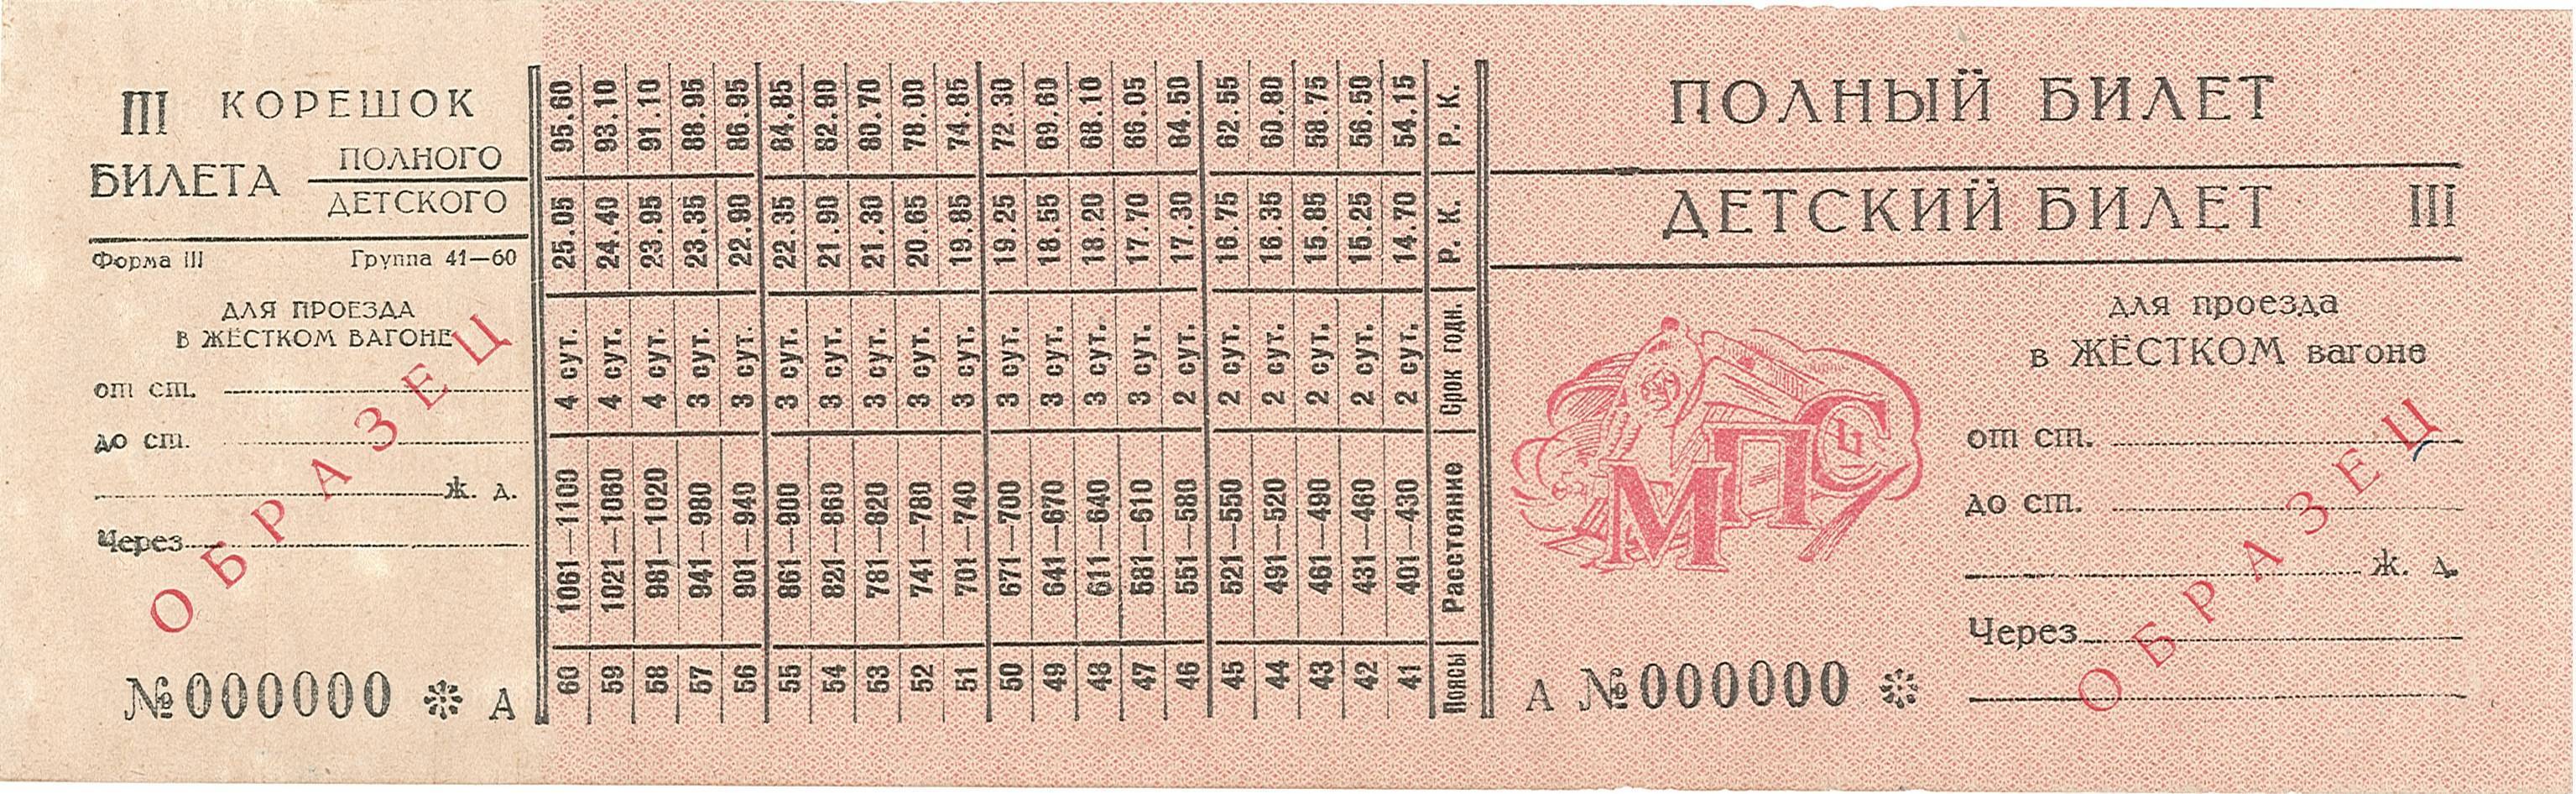 III КОРЕШОК
БИЛЕТА ПОЛНОГО
ДЕТСКОГО
Форма III Группа 41—60
ДЛЯ ПРОЕЗДА
В ЖЁСТКОМ ВАГОНЕ
от ст.
до ст.
Ж. Д.
Через
ОБРАЗЕЦ
№ 000000 А
Поясы Расстояние Срок годн. Р. К. Р. К.
60 1061—1100 4 сут. 25.05 95.60
59 1021—1060 4 сут. 24.40 93.10
58 981—1020 4 сут. 23.95 91.10
57 941—980 3 сут. 23.35 88.95
56 901—940 3 сут. 22.90 86.95
55 861—900 3 сут. 22.35 84.85
54 821—860 3 сут. 21.90 82.90
53 781—820 3 сут. 21.30 80.70
52 741—780 3 сут. 20.65 78.00
51 701—740 3 сут. 19.85 74.85
50 671—700 3 сут. 19.25 72.30
49 641—670 3 сут. 18.55 69.60
48 611—640 3 сут. 18.20 68.10
47 581—610 3 сут. 17.70 66.05
46 551—580 2 сут. 17.30 64.50
45 521—550 2 сут. 16.75 62.55
44 491—520 2 сут. 16.35 60.80
43 461—490 2 сут. 15.85 58.75
42 431—460 2 сут. 15.25 56.50
41 401—430 2 сут. 14.70 54.15
ПОЛНЫЙ БИЛЕТ
ДЕТСКИЙ БИЛЕТ III
МПС
для проезда
в ЖЁСТКОМ вагоне
от ст.
до ст.
Ж. Д.
Через
ОБРАЗЕЦ
А № 000000